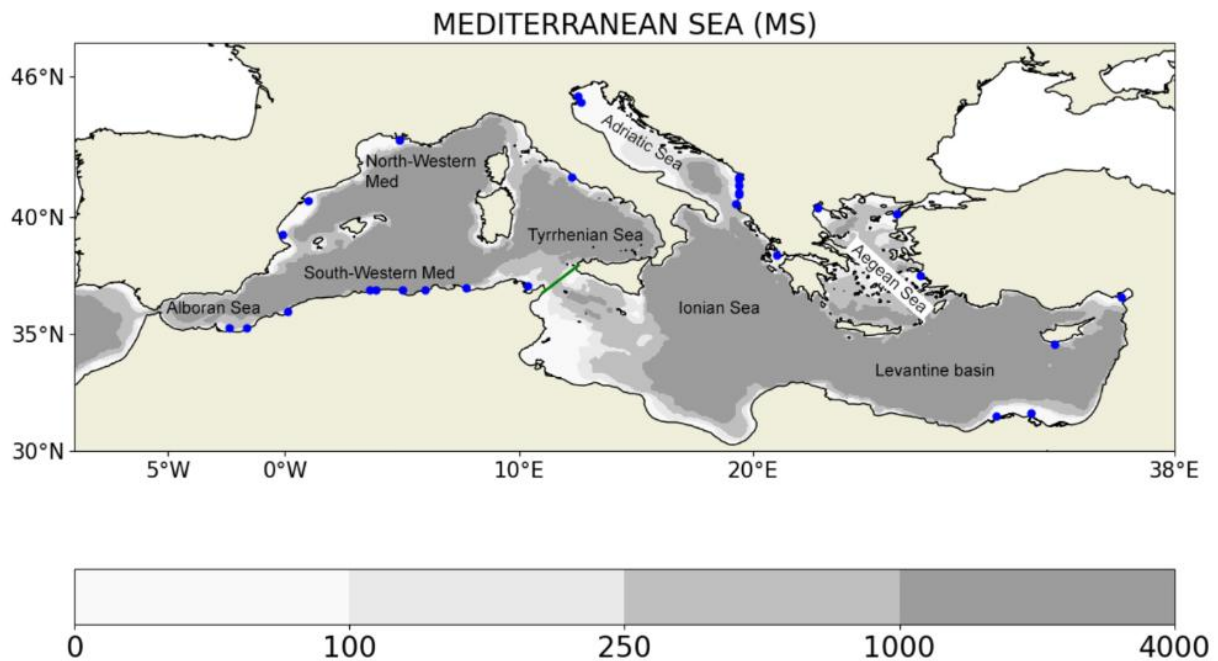 MEDITERRANEAN SEA (MS)
46°N
Adriatic Sea
North-Western
Med
40°N
Tyrrhenian Sea
Aegean Sea
South-Western Med
Alboran Sea
Ionian Sea
35°N
Levantine basin
30°N
5°W 0°W 10°E 20°E 38°E
0 100 250 1000 4000